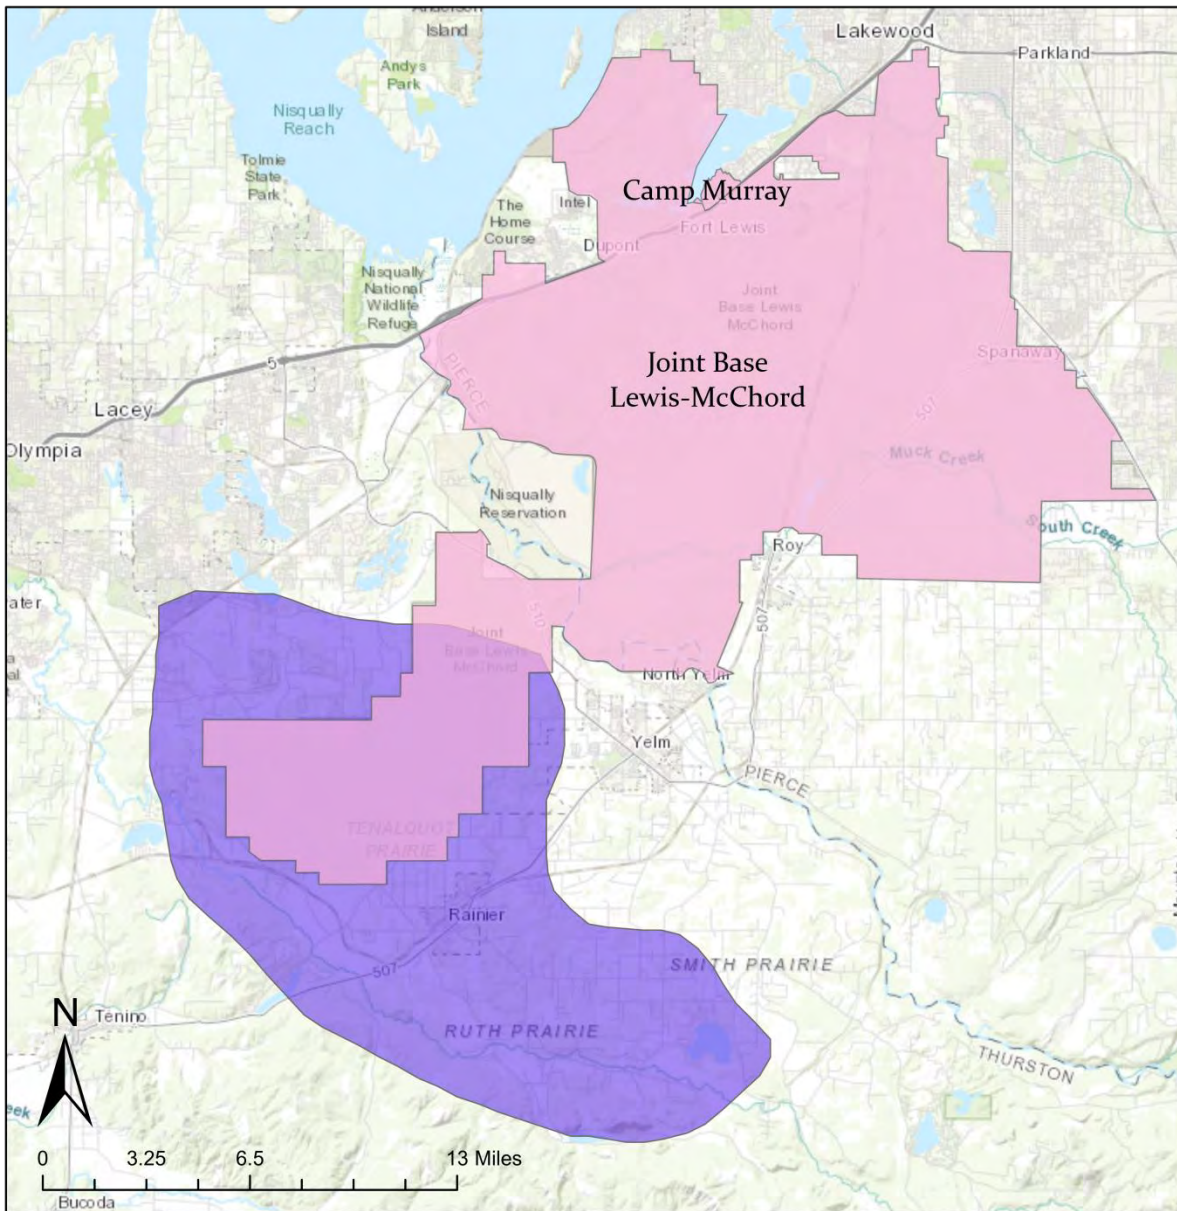 Island
Lakewood
Parkland
Andys
Park
Nisqually
Reach
Tolmie
State
Park
Camp Murray
The
Home
Course
Intel
Fort Lewis
Dupont
Nisqually
National
Wildlife
Refuge
Joint
Base Lewis
McChord
PIERCE
Spanaway
7
5
Joint Base
Lewis-McChord
507
Lacey
Olympia
Muck Creek
Nisqually
Reservation
South Creek
Roy
ater
510
507
Joint
Base Lewis
McChord
North Yelm
Yelm
PIERCE
TENALQUOT
PRAIRIE
Rainier
SMITH PRAIRIE
507
N
Tenino
RUTH PRAIRIE
THURSTON
eek
0 3.25 6.5 13 Miles
Bucoda